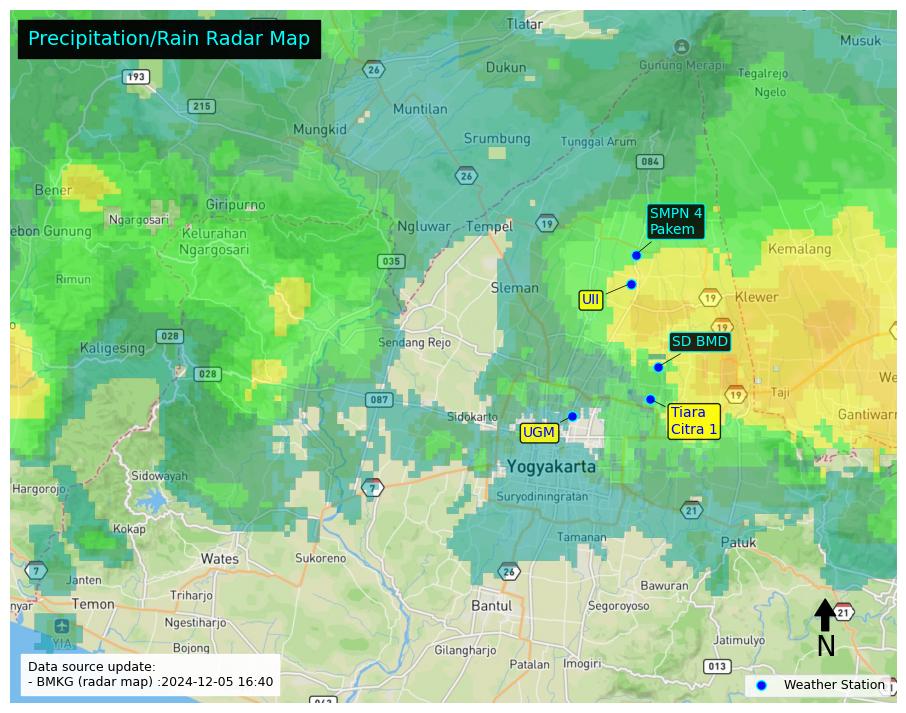 Precipitation/Rain Radar Map
Tlatar
Musuk
26
Dukun
Gunung Merapi
Tegalrejo
193
Ngelo
215
Muntilan
Mungkid
Srumbung
Tunggal Arum
084
26
Bener
Giripurno
SMPN 4
Pakem
Ngargosari
ebon Gunung
Kelurahan
Ngargosari
Ngluwar
Tempel
19
Kemalang
035
Rimun
Sleman
UII
19
Klewer
19
028
Sendang Rejo
SD BMD
Kaligesing
028
We
Taji
19
087
Sidokarto
Tiara
Citra 1
Gantiwarn
UGM
Yogyakarta
Sidowayah
Hargorojo
7
Suryodiningratan
21
Kokap
Tamanan
Patuk
Wates
Sukoreno
7
26
Janten
Bawuran
nyar
Temon
Triharjo
Bantul
Segoroyoso
21
Ngestiharjo
YIA
Jatimulyo
N
Bojong
Gilangharjo
Patalan
Imogiri
013
Data source update:
- BMKG (radar map) :2024-12-05 16:40
Weather Station